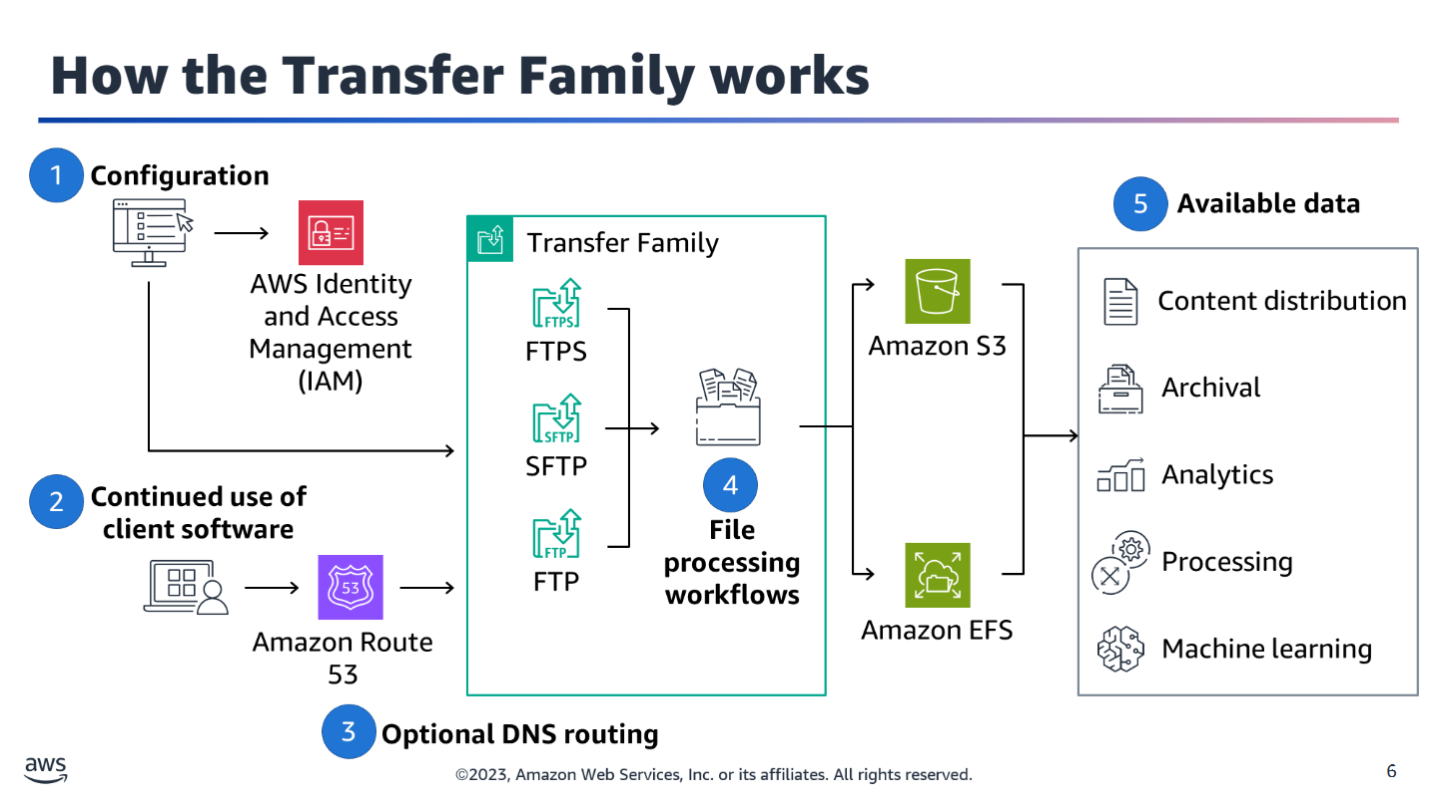 How the Transfer Family works
1
Configuration
AWS Identity
and Access
Management
(IAM)
2
Continued use of
client software
53
Amazon Route
53
3
Optional DNS routing
Transfer Family
FTPS
FTPS
SFTP
SFTP
FTP
FTP
4
File
processing
workflows
Amazon S3
Amazon EFS
5
Available data
Content distribution
Archival
Analytics
Processing
Machine learning
aws
©2023, Amazon Web Services, Inc. or its affiliates. All rights reserved.
6